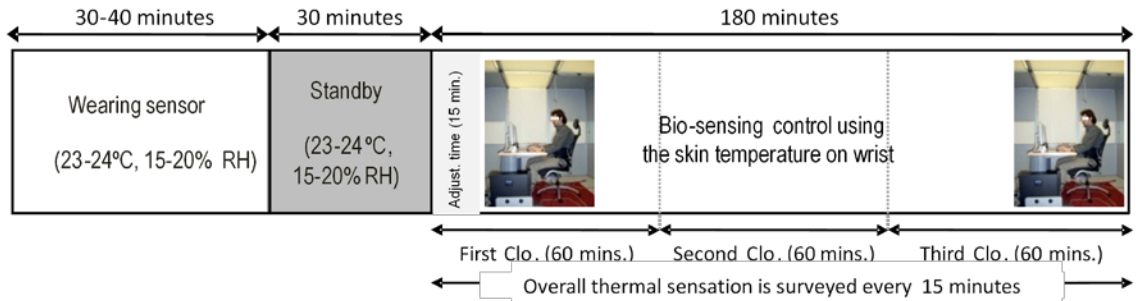 30-40 minutes
30 minutes
180 minutes
Wearing sensor
(23-24ºC, 15-20% RH)
Standby
(23-24 ºC,
15-20% RH)
Adjust. time (15 min.)
Bio-sensing control using
the skin temperature on wrist
First Clo. (60 mins.)
Second Clo. (60 mins.)
Third Clo. (60 mins.)
Overall thermal sensation is surveyed every 15 minutes